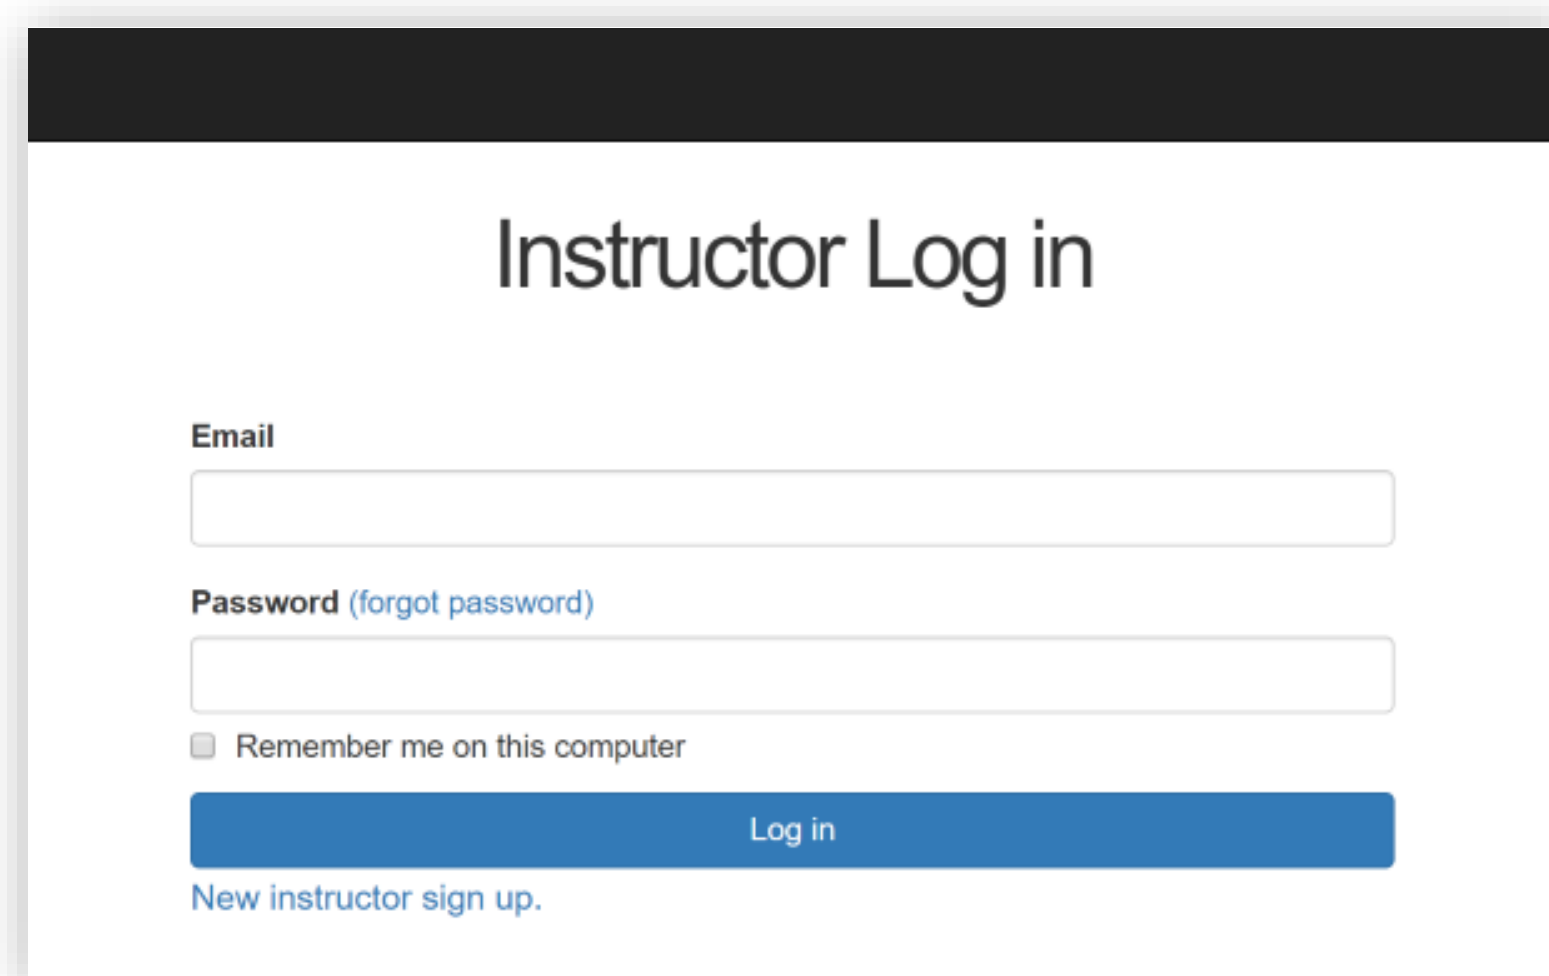 Instructor Log in
Email
Password (forgot password)
Remember me on this computer
Log in
New instructor sign up.